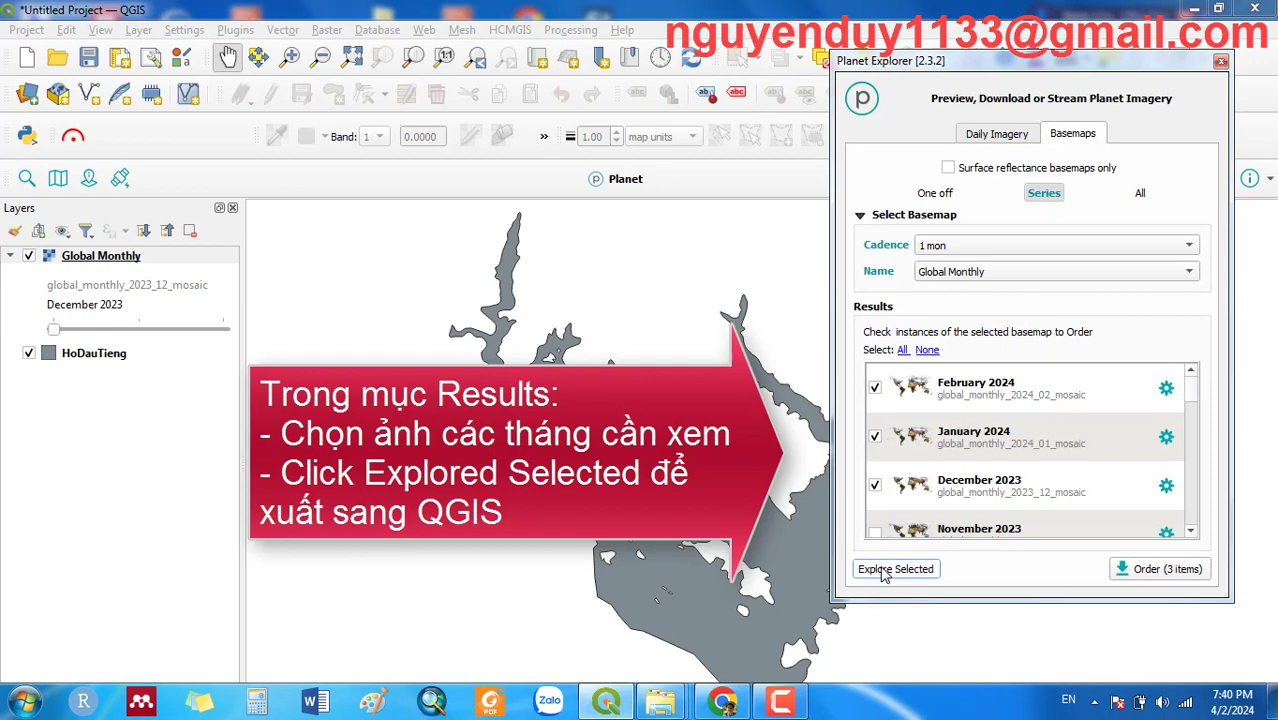 *Untitled Project — QGIS
nguyenduy1133@gmail.com
Project Edit View Layer Settings Plugins Vector Raster Database Web Mesh HCMGIS Processing Help
Planet Explorer [2.3.2]
p
Preview, Download or Stream Planet Imagery
Daily Imagery Basemaps
Surface reflectance basemaps only
One off Series All
Select Basemap
Cadence 1 mon
Name Global Monthly
Results
Check instances of the selected basemap to Order
Select: All None
February 2024
global_monthly_2024_02_mosaic
January 2024
global_monthly_2024_01_mosaic
December 2023
global_monthly_2023_12_mosaic
November 2023
Explore Selected Order (3 items)
abc abc
Band: 1 0.0000 » 1.00 map units
p Planet
Layers
Global Monthly
global_monthly_2023_12_mosaic
December 2023
HoDauTieng
Trong mục Results:
- Chọn ảnh các tháng cần xem
- Click Explored Selected để
xuất sang QGIS
R W PDF Zalo C
EN
7:40 PM
4/2/2024